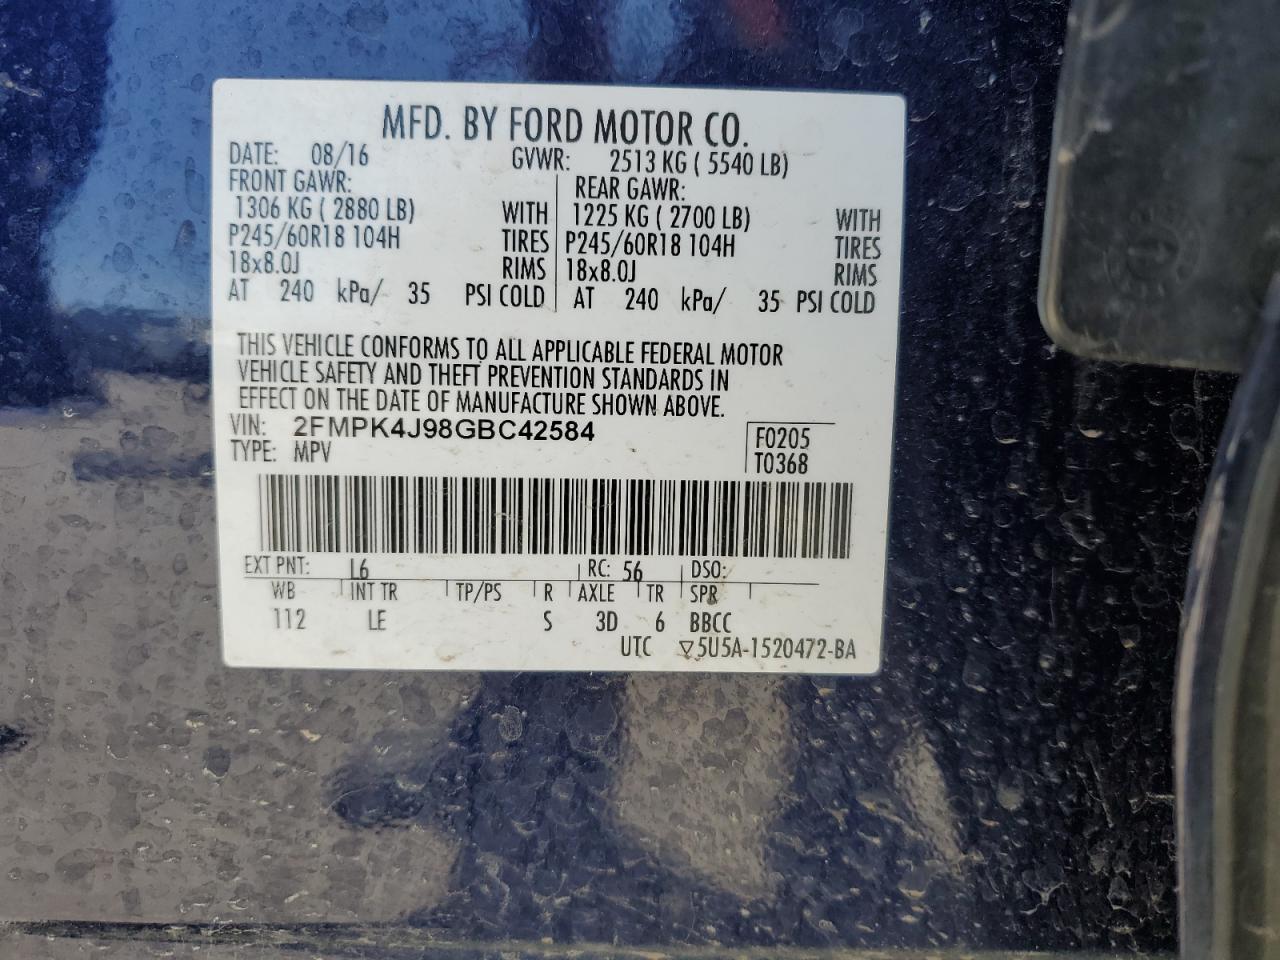 MFD. BY FORD MOTOR CO.
DATE: 08/16 GVWR: 2513 KG ( 5540 LB)
FRONT GAWR: REAR GAWR:
1306 KG ( 2880 LB) WITH 1225 KG ( 2700 LB) WITH
P245/60R18 104H TIRES P245/60R18 104H TIRES
18x8.0J RIMS 18x8.0J RIMS
AT 240 kPa/ 35 PSI COLD AT 240 kPa/ 35 PSI COLD
THIS VEHICLE CONFORMS TO ALL APPLICABLE FEDERAL MOTOR
VEHICLE SAFETY AND THEFT PREVENTION STANDARDS IN
EFFECT ON THE DATE OF MANUFACTURE SHOWN ABOVE.
VIN: 2FMPK4J98GBC42584 F0205
TYPE: MPV T0368
EXT PNT: L6 RC: 56 DSO:
WB INT TR TP/PS R AXLE TR SPR
112 LE S 3D 6 BBCC
UTC ▽5U5A-1520472-BA